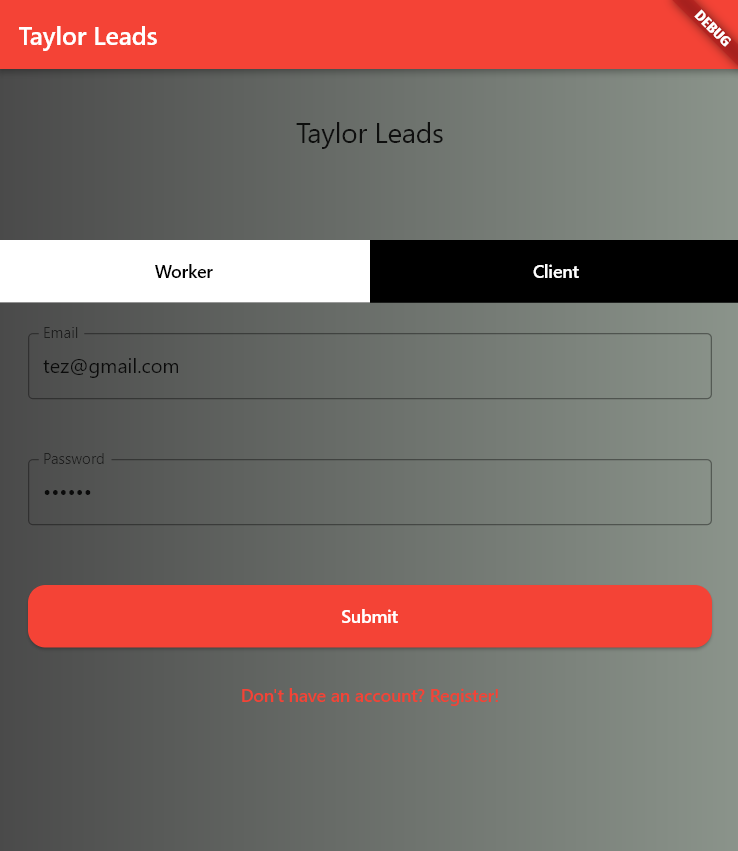 Taylor Leads
DEBUG
Taylor Leads
Worker
Client
Email
tez@gmail.com
Password
••••••
Submit
Don't have an account? Register!